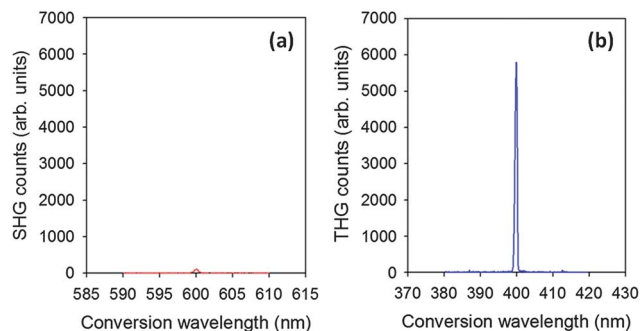 (a)
SHG counts (arb. units)
7000
6000
5000
4000
3000
2000
1000
0
585 590 595 600 605 610 615
Conversion wavelength (nm)
(b)
THG counts (arb. units)
7000
6000
5000
4000
3000
2000
1000
0
370 380 390 400 410 420 430
Conversion wavelength (nm)